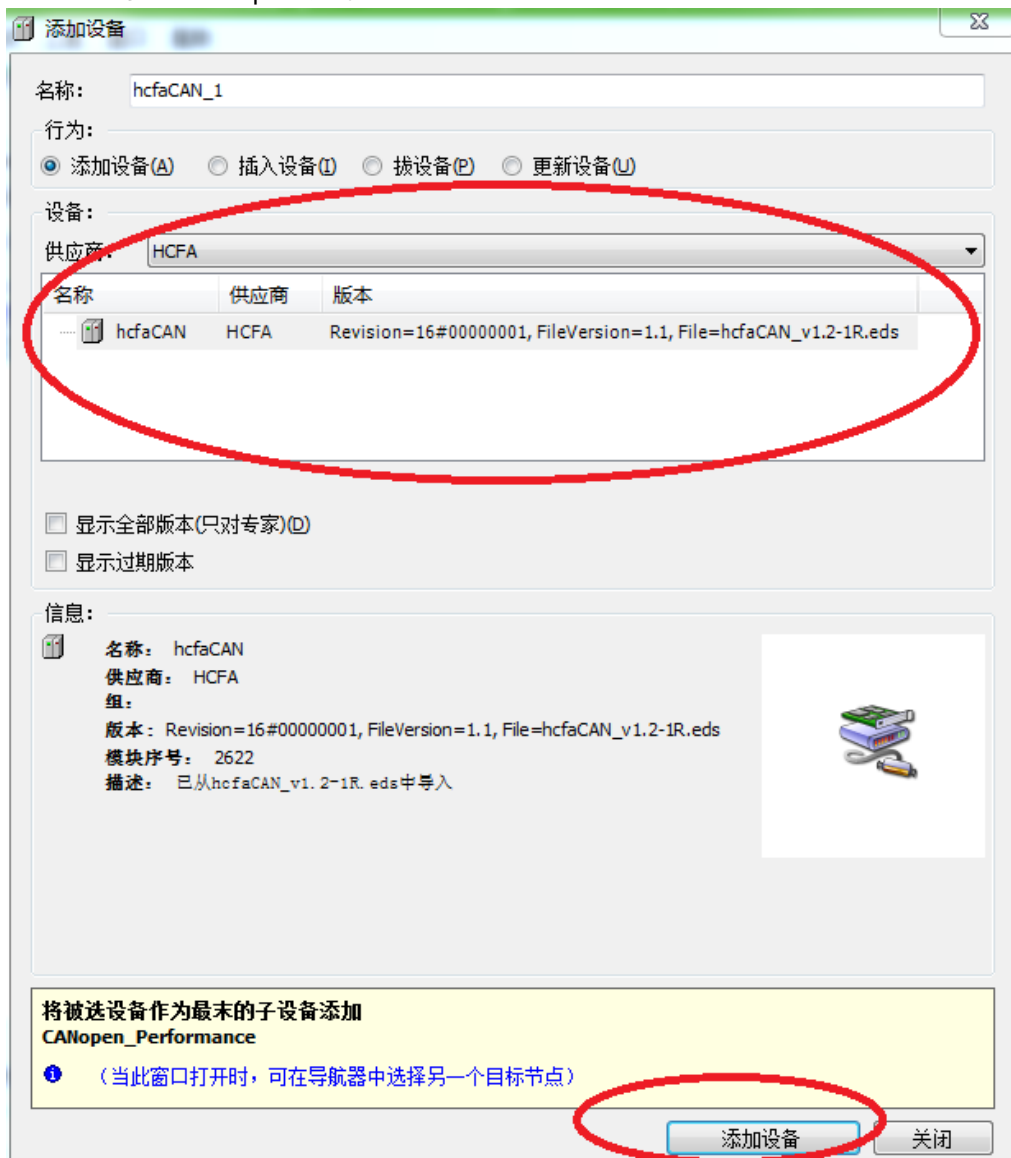 添加设备
名称: hcfaCAN_1
行为:
添加设备(A) 插入设备(I) 拔设备(P) 更新设备(U)
设备:
供应商: HCFA
名称 供应商 版本
hcfaCAN HCFA Revision=16#00000001, FileVersion=1.1, File=hcfaCAN_v1.2-1R.eds
显示全部版本(只对专家)(D)
显示过期版本
信息:
名称: hcfaCAN
供应商: HCFA
组:
版本: Revision=16#00000001, FileVersion=1.1, File=hcfaCAN_v1.2-1R.eds
模块序号: 2622
描述: 已从hcfaCAN_v1.2-1R.eds中导入
将被选设备作为最末的子设备添加
CANopen_Performance
(当此窗口打开时，可在导航器中选择另一个目标节点)
添加设备 关闭